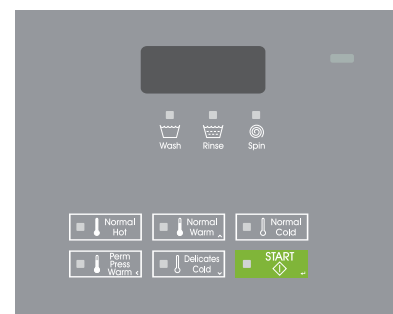 Wash Rinse Spin
Normal
Hot
Normal
Warm
Normal
Cold
Perm
Press
Warm
Delicates
Cold
START